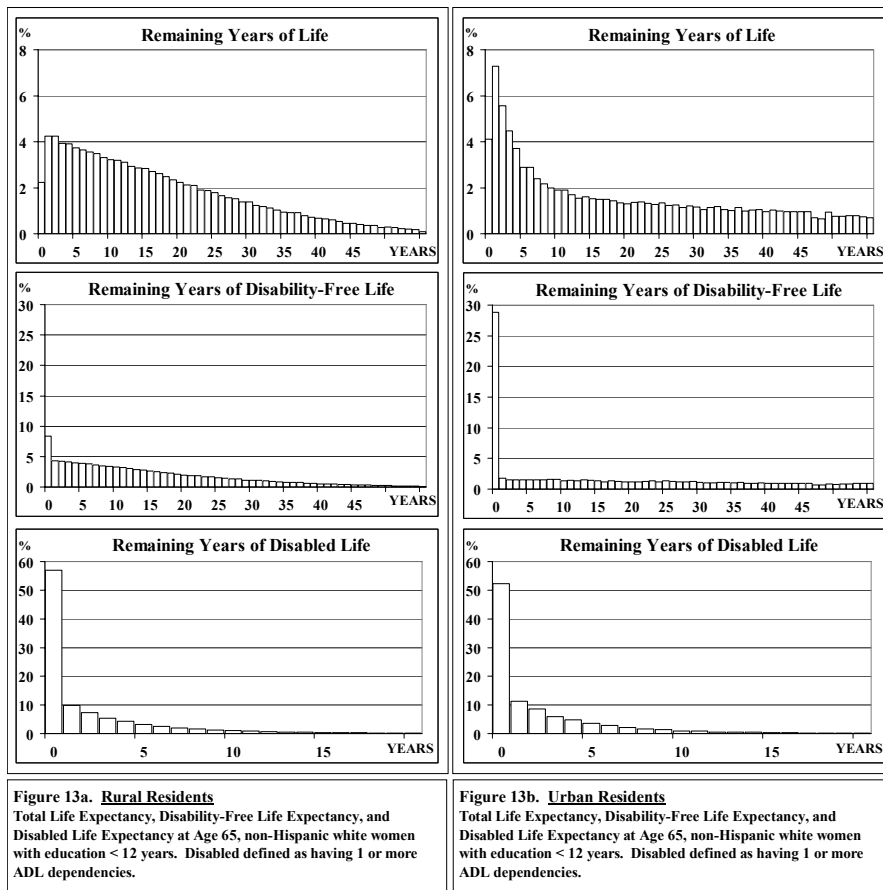 % Remaining Years of Life
8
6
4
2
0
0 5 10 15 20 25 30 35 40 45 YEARS
% Remaining Years of Disability-Free Life
30
25
20
15
10
5
0
0 5 10 15 20 25 30 35 40 45 YEARS
% Remaining Years of Disabled Life
60
50
40
30
20
10
0
0 5 10 15 YEARS
Figure 13a. Rural Residents
Total Life Expectancy, Disability-Free Life Expectancy, and
Disabled Life Expectancy at Age 65, non-Hispanic white women
with education < 12 years. Disabled defined as having 1 or more
ADL dependencies.
% Remaining Years of Life
8
6
4
2
0
0 5 10 15 20 25 30 35 40 45 YEARS
% Remaining Years of Disability-Free Life
30
25
20
15
10
5
0
0 5 10 15 20 25 30 35 40 45 YEARS
% Remaining Years of Disabled Life
60
50
40
30
20
10
0
0 5 10 15 YEARS
Figure 13b. Urban Residents
Total Life Expectancy, Disability-Free Life Expectancy, and
Disabled Life Expectancy at Age 65, non-Hispanic white women
with education < 12 years. Disabled defined as having 1 or more
ADL dependencies.